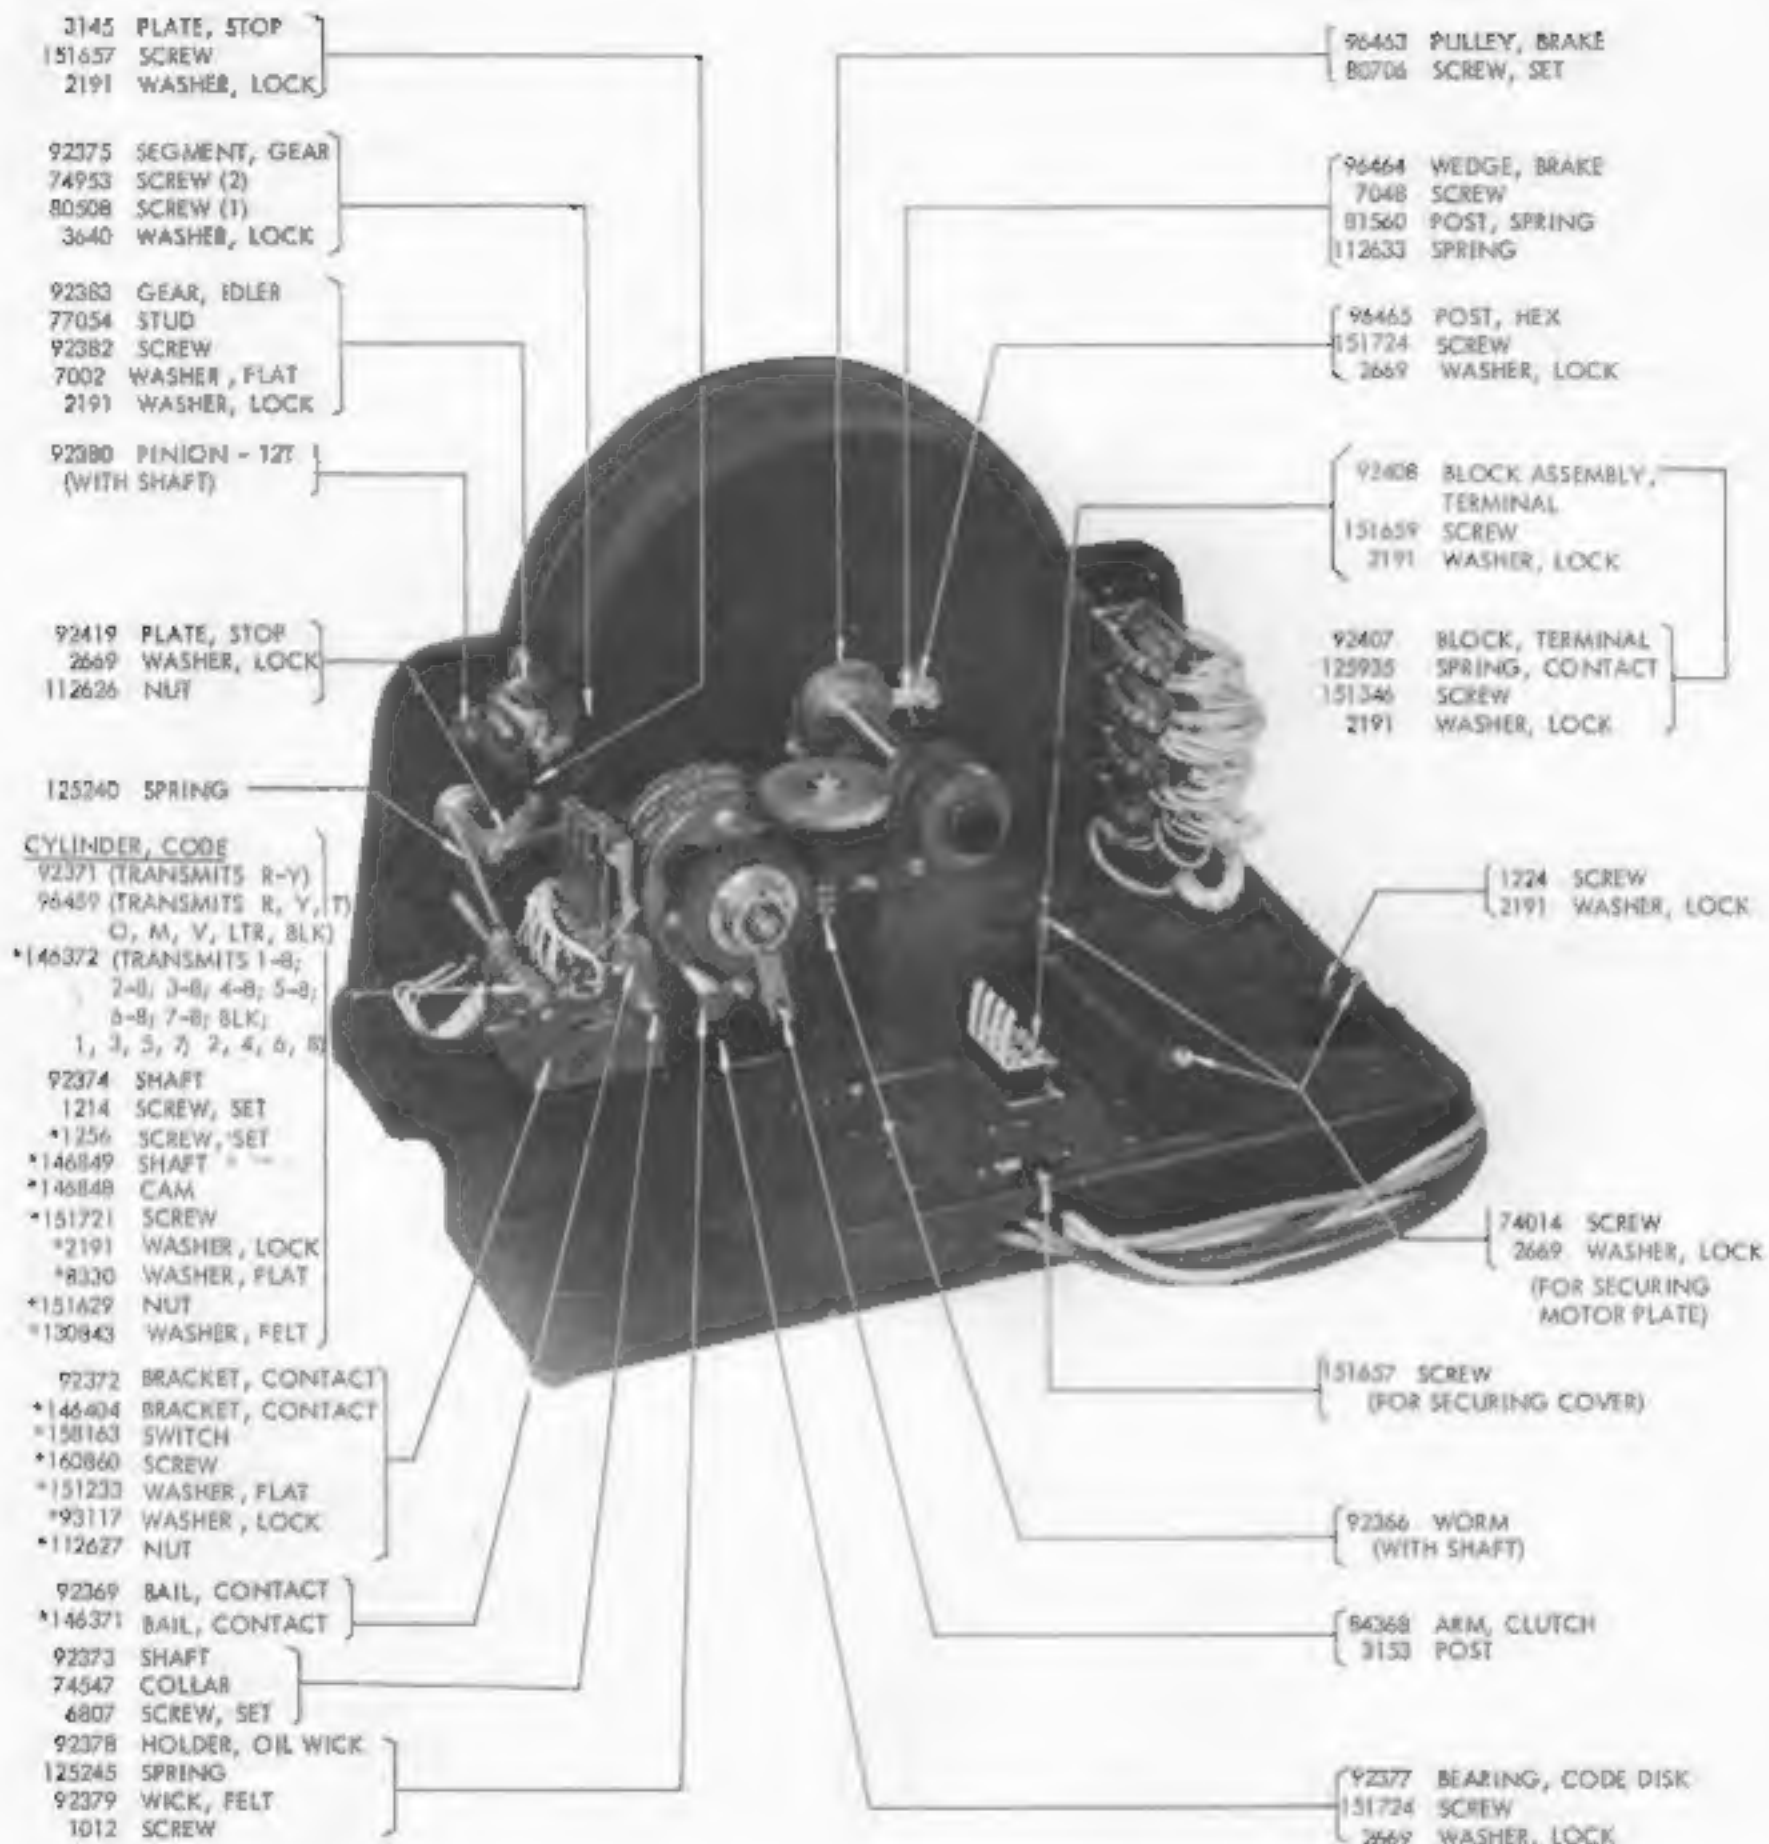 3145 PLATE, STOP
151657 SCREW
2191 WASHER, LOCK
92375 SEGMENT, GEAR
74953 SCREW (2)
80508 SCREW (1)
3640 WASHER, LOCK
92383 GEAR, IDLER
77054 STUD
92382 SCREW
7002 WASHER, FLAT
2191 WASHER, LOCK
92380 PINION - 12T
(WITH SHAFT)
92419 PLATE, STOP
2669 WASHER, LOCK
112626 NUT
125240 SPRING
CYLINDER, CODE
92371 (TRANSMITS R-Y)
96459 (TRANSMITS R, Y, T,
O, M, V, LTR, BLK)
*146372 (TRANSMITS 1-8;
2-8; 3-8; 4-8; 5-8;
6-8; 7-8; BLK;
1, 3, 5, 7; 2, 4, 6, 8)
92374 SHAFT
1214 SCREW, SET
*1256 SCREW, SET
*146849 SHAFT
*146848 CAM
*151721 SCREW
*2191 WASHER, LOCK
*8330 WASHER, FLAT
*151629 NUT
*130843 WASHER, FELT
92372 BRACKET, CONTACT
*146404 BRACKET, CONTACT
*158163 SWITCH
*160860 SCREW
*151233 WASHER, FLAT
*93117 WASHER, LOCK
*112627 NUT
92369 BAIL, CONTACT
*146371 BAIL, CONTACT
92373 SHAFT
74547 COLLAR
6807 SCREW, SET
92378 HOLDER, OIL WICK
125245 SPRING
92379 WICK, FELT
1012 SCREW
96463 PULLEY, BRAKE
80706 SCREW, SET
96464 WEDGE, BRAKE
7048 SCREW
81560 POST, SPRING
112633 SPRING
96465 POST, HEX
151724 SCREW
2669 WASHER, LOCK
92408 BLOCK ASSEMBLY,
TERMINAL
151659 SCREW
2191 WASHER, LOCK
92407 BLOCK, TERMINAL
125935 SPRING, CONTACT
151346 SCREW
2191 WASHER, LOCK
1224 SCREW
2191 WASHER, LOCK
74014 SCREW
2669 WASHER, LOCK
(FOR SECURING
MOTOR PLATE)
151657 SCREW
(FOR SECURING COVER)
92366 WORM
(WITH SHAFT)
84368 ARM, CLUTCH
3153 POST
92377 BEARING, CODE DISK
151724 SCREW
2669 WASHER, LOCK